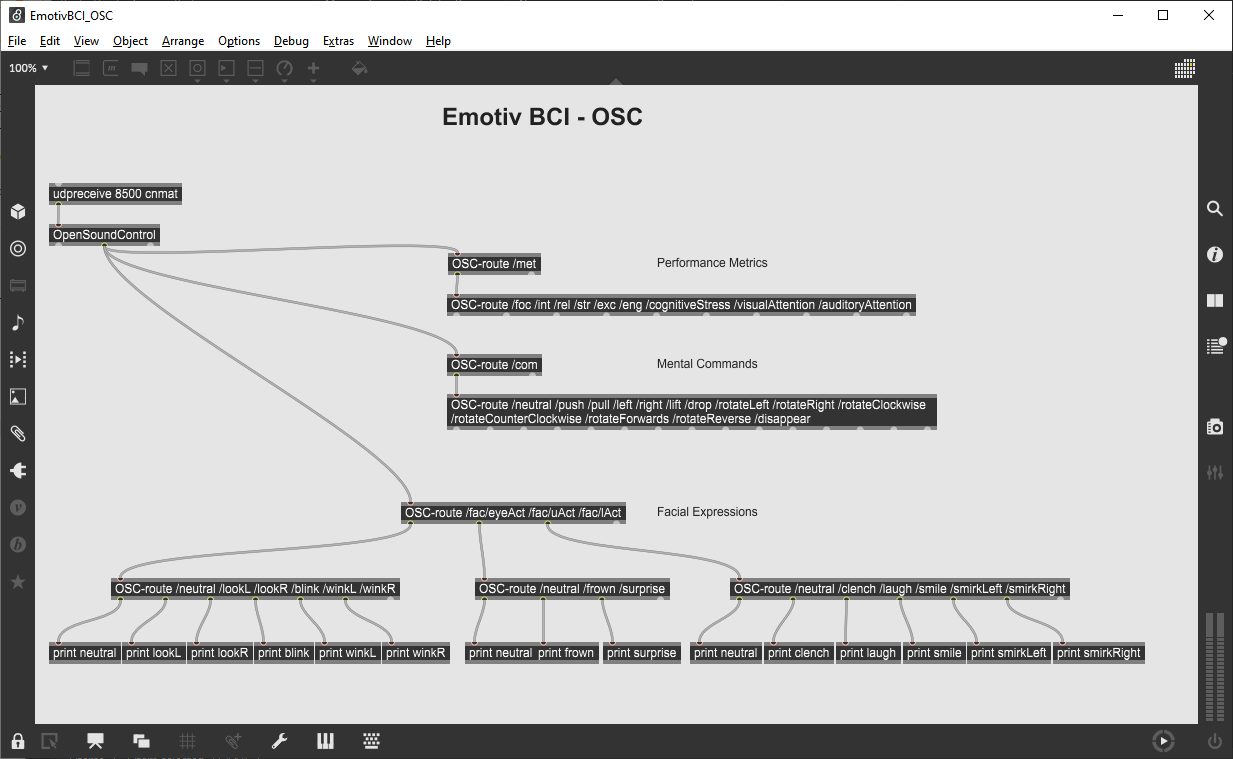 EmotivBCI_OSC
File Edit View Object Arrange Options Debug Extras Window Help
100%
Emotiv BCI - OSC
udpreceive 8500 cnmat
OpenSoundControl
OSC-route /met
Performance Metrics
OSC-route /foc /int /rel /str /exc /eng /cognitiveStress /visualAttention /auditoryAttention
OSC-route /com
Mental Commands
OSC-route /neutral /push /pull /left /right /lift /drop /rotateLeft /rotateRight /rotateClockwise
/rotateCounterClockwise /rotateForwards /rotateReverse /disappear
OSC-route /fac/eyeAct /fac/uAct /fac/lAct
Facial Expressions
OSC-route /neutral /lookL /lookR /blink /winkL /winkR
OSC-route /neutral /frown /surprise
OSC-route /neutral /clench /laugh /smile /smirkLeft /smirkRight
print neutral print lookL print lookR print blink print winkL print winkR print neutral print frown print surprise print neutral print clench print laugh print smile print smirkLeft print smirkRight